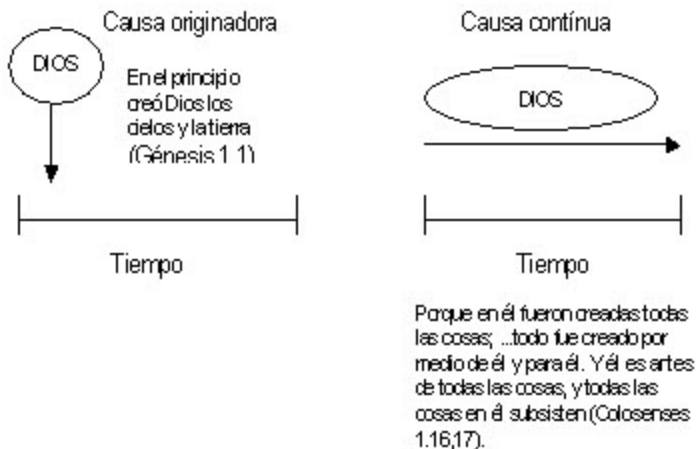 Causa originadora
DIOS
En el principio
creó Dios los
cielos y la tierra
(Génesis 1.1)
Tiempo
Causa contínua
DIOS
Tiempo
Porque en él fueron creadas todas
las cosas; ...todo fue creado por
medio de él y para él. Y él es antes
de todas las cosas, y todas las
cosas en él subsisten (Colosenses
1.16,17).